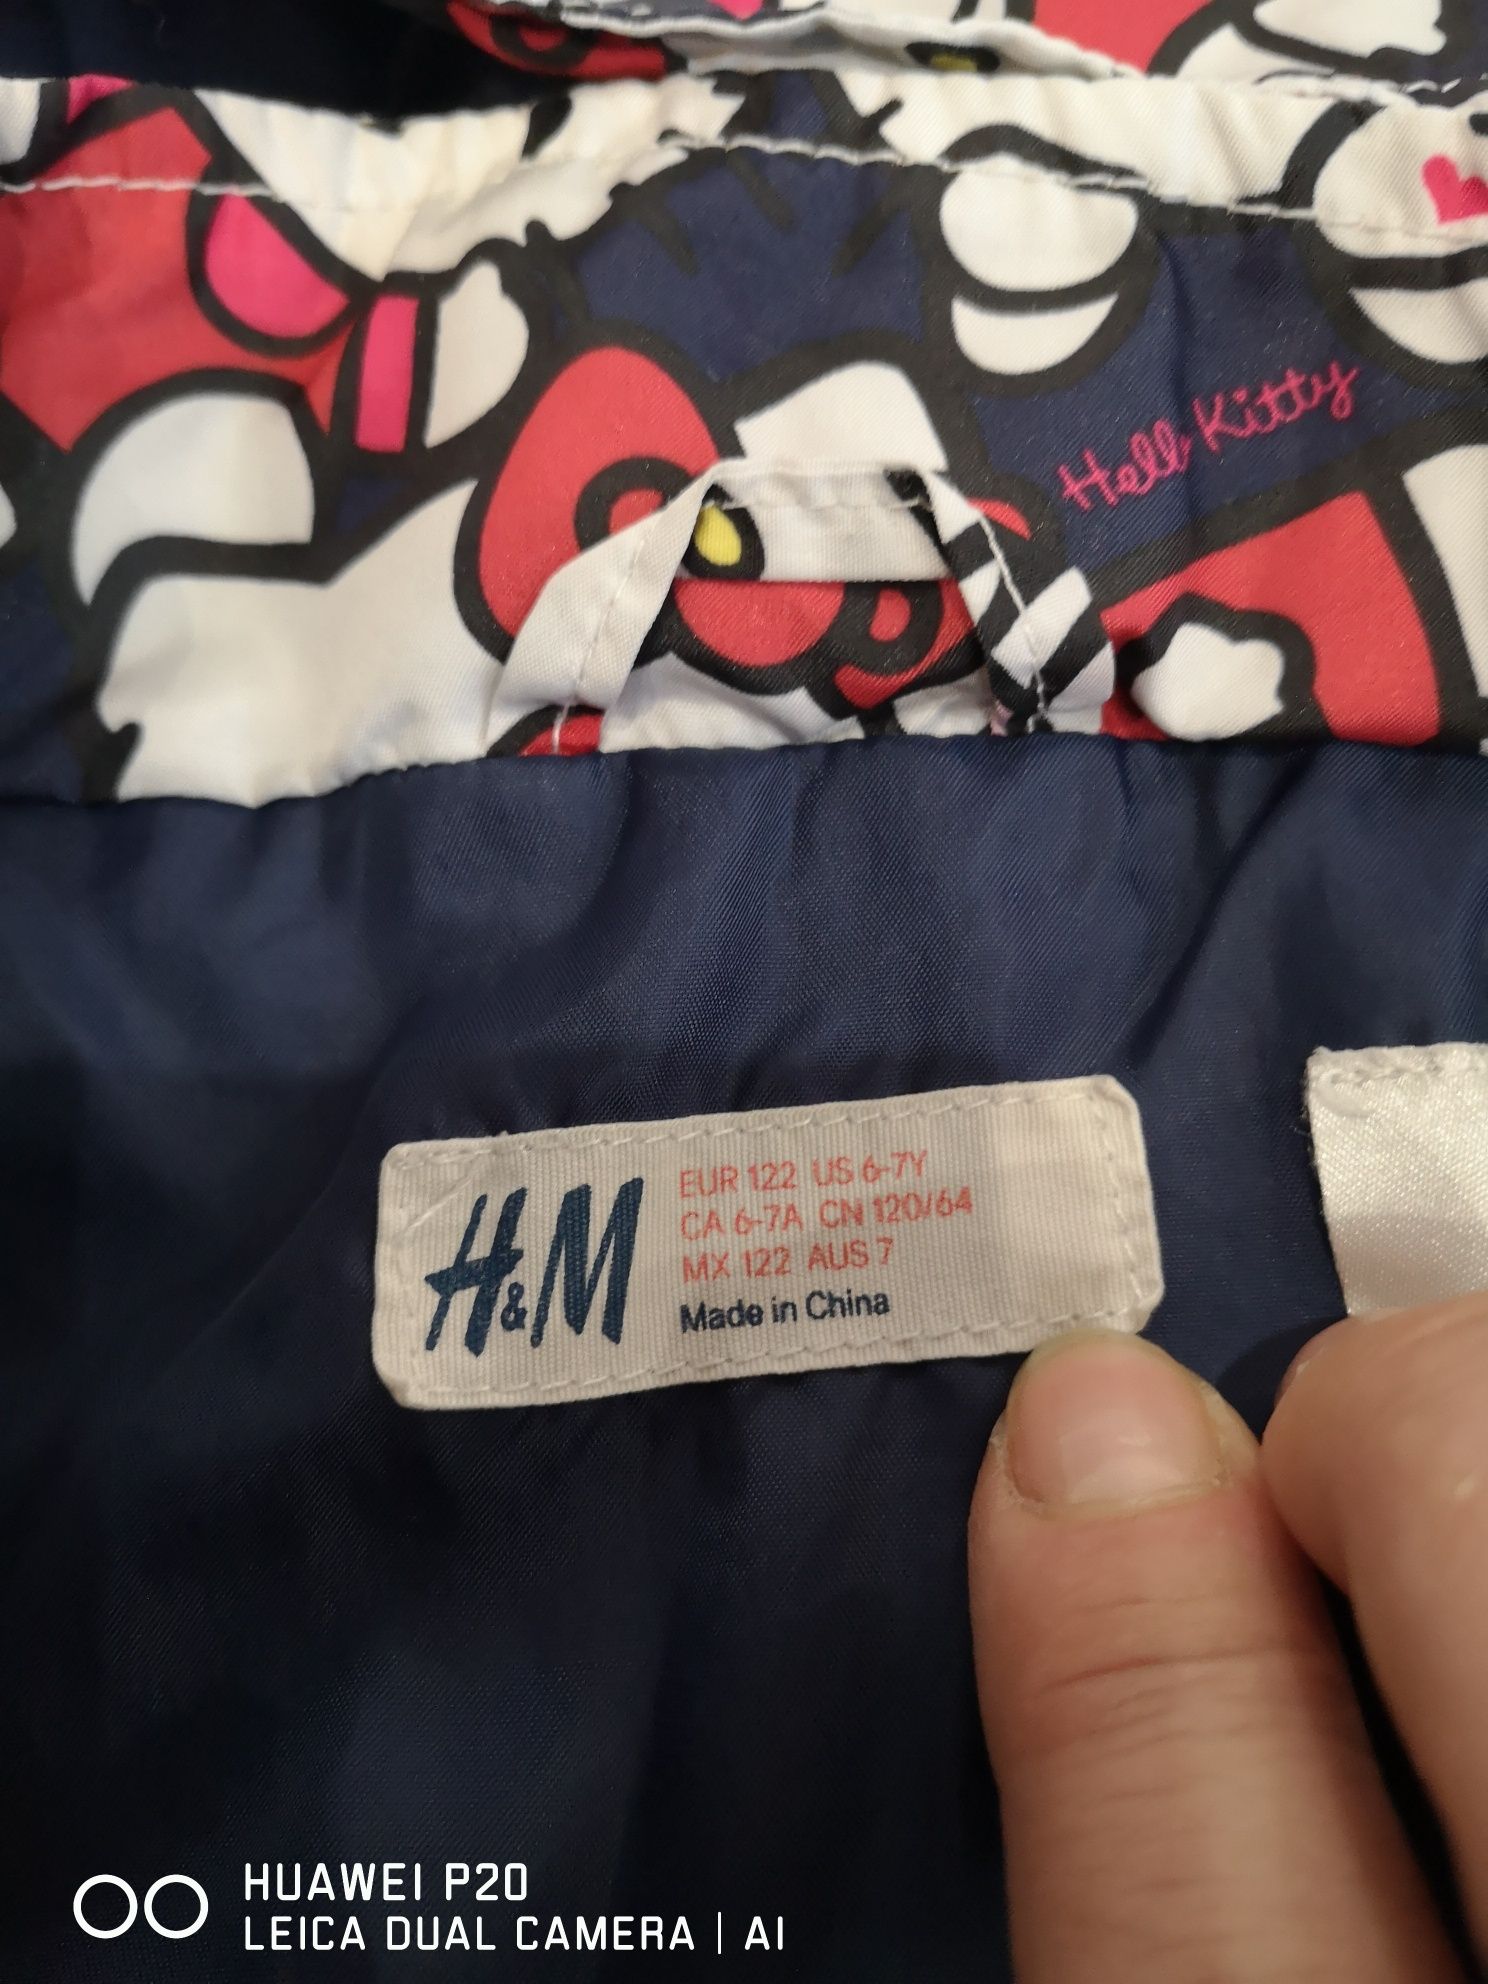 Hello Kitty
H&M
EUR 122 US 6-7Y
CA 6-7A CN 120/64
MX 122 AUS 7
Made in China
HUAWEI P20
LEICA DUAL CAMERA | AI